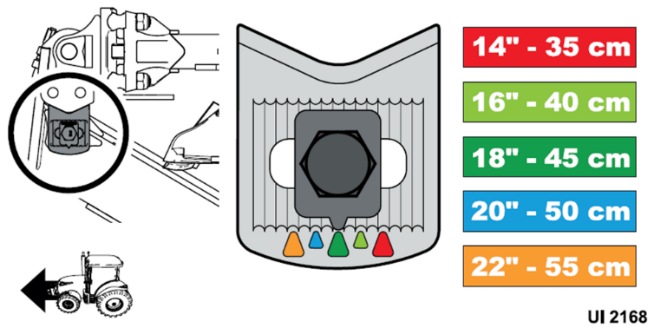 14" - 35 cm
16" - 40 cm
18" - 45 cm
20" - 50 cm
22" - 55 cm
UI 2168